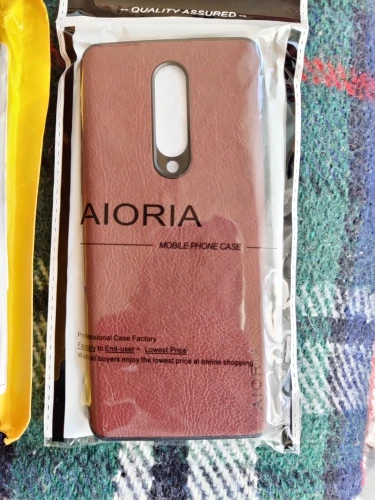 -- QUALITY ASSURED --
AIORIA
MOBILE PHONE CASE
Professional Case Factory
Factory to End-user = Lowest Price
Wish all buyers enjoy the lowest price at online shopping
AIORIA